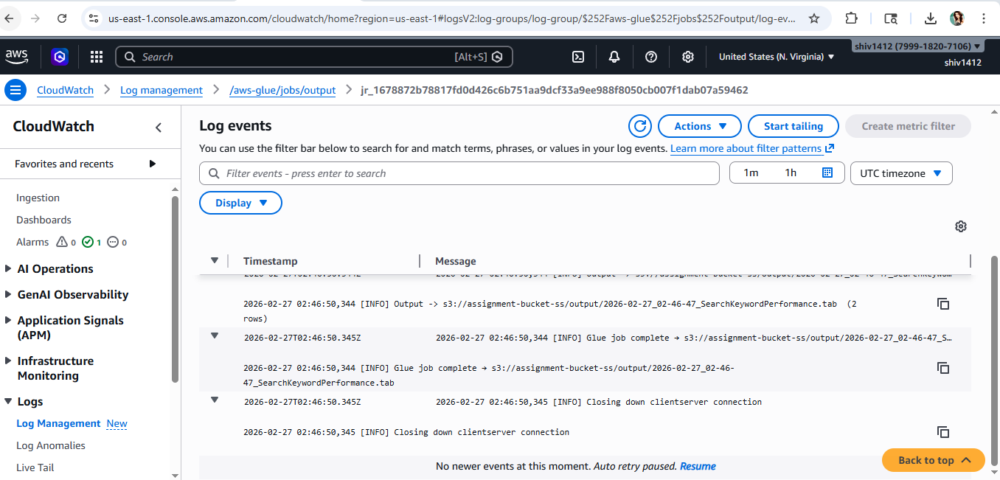 us-east-1.console.aws.amazon.com/cloudwatch/home?region=us-east-1#logsV2:log-groups/log-group/$252Faws-glue$252Fjobs$252Foutput/log-ev...
aws
Search
[Alt+S]
United States (N. Virginia)
shiv1412 (7999-1820-7106)
shiv1412
CloudWatch
Log management
/aws-glue/jobs/output
jr_1678872b78817fd0d426c6b751aa9dcf33a9ee988f8050cb007f1dab07a59462
CloudWatch
Favorites and recents
Ingestion
Dashboards
Alarms 0 1 0
AI Operations
GenAI Observability
Application Signals
(APM)
Infrastructure
Monitoring
Logs
Log Management New
Log Anomalies
Live Tail
Log events
Actions
Start tailing
Create metric filter
You can use the filter bar below to search for and match terms, phrases, or values in your log events. Learn more about filter patterns
Filter events - press enter to search
1m
1h
UTC timezone
Display
Timestamp
Message
2026-02-27 02:46:50,344 [INFO] Output -> s3://assignment-bucket-ss/output/2026-02-27_02-46-47_SearchKeywordPerformance.tab (2
rows)
2026-02-27T02:46:50.345Z
2026-02-27 02:46:50,344 [INFO] Glue job complete → s3://assignment-bucket-ss/output/2026-02-27_02-46-47_S...
2026-02-27 02:46:50,344 [INFO] Glue job complete → s3://assignment-bucket-ss/output/2026-02-27_02-46-
47_SearchKeywordPerformance.tab
2026-02-27T02:46:50.345Z
2026-02-27 02:46:50,345 [INFO] Closing down clientserver connection
2026-02-27 02:46:50,345 [INFO] Closing down clientserver connection
No newer events at this moment. Auto retry paused. Resume
Back to top